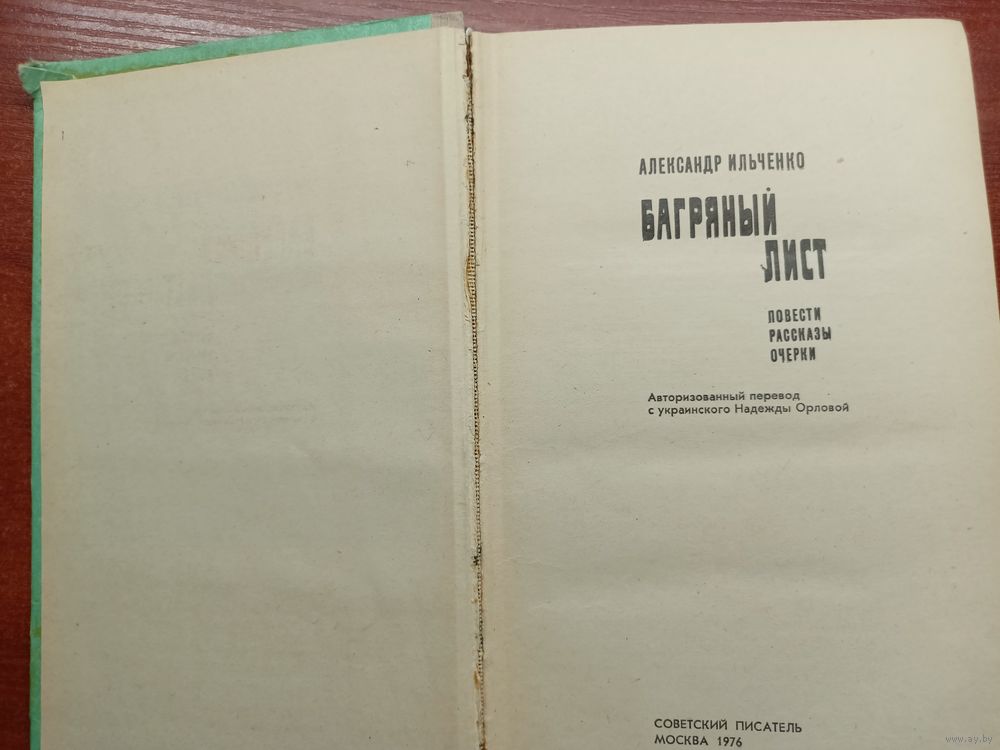 АЛЕКСАНДР ИЛЬЧЕНКО
БАГРЯНЫЙ
ЛИСТ
ПОВЕСТИ
РАССКАЗЫ
ОЧЕРКИ
Авторизованный перевод
с украинского Надежды Орловой
СОВЕТСКИЙ ПИСАТЕЛЬ
МОСКВА 1976
www.ay.by